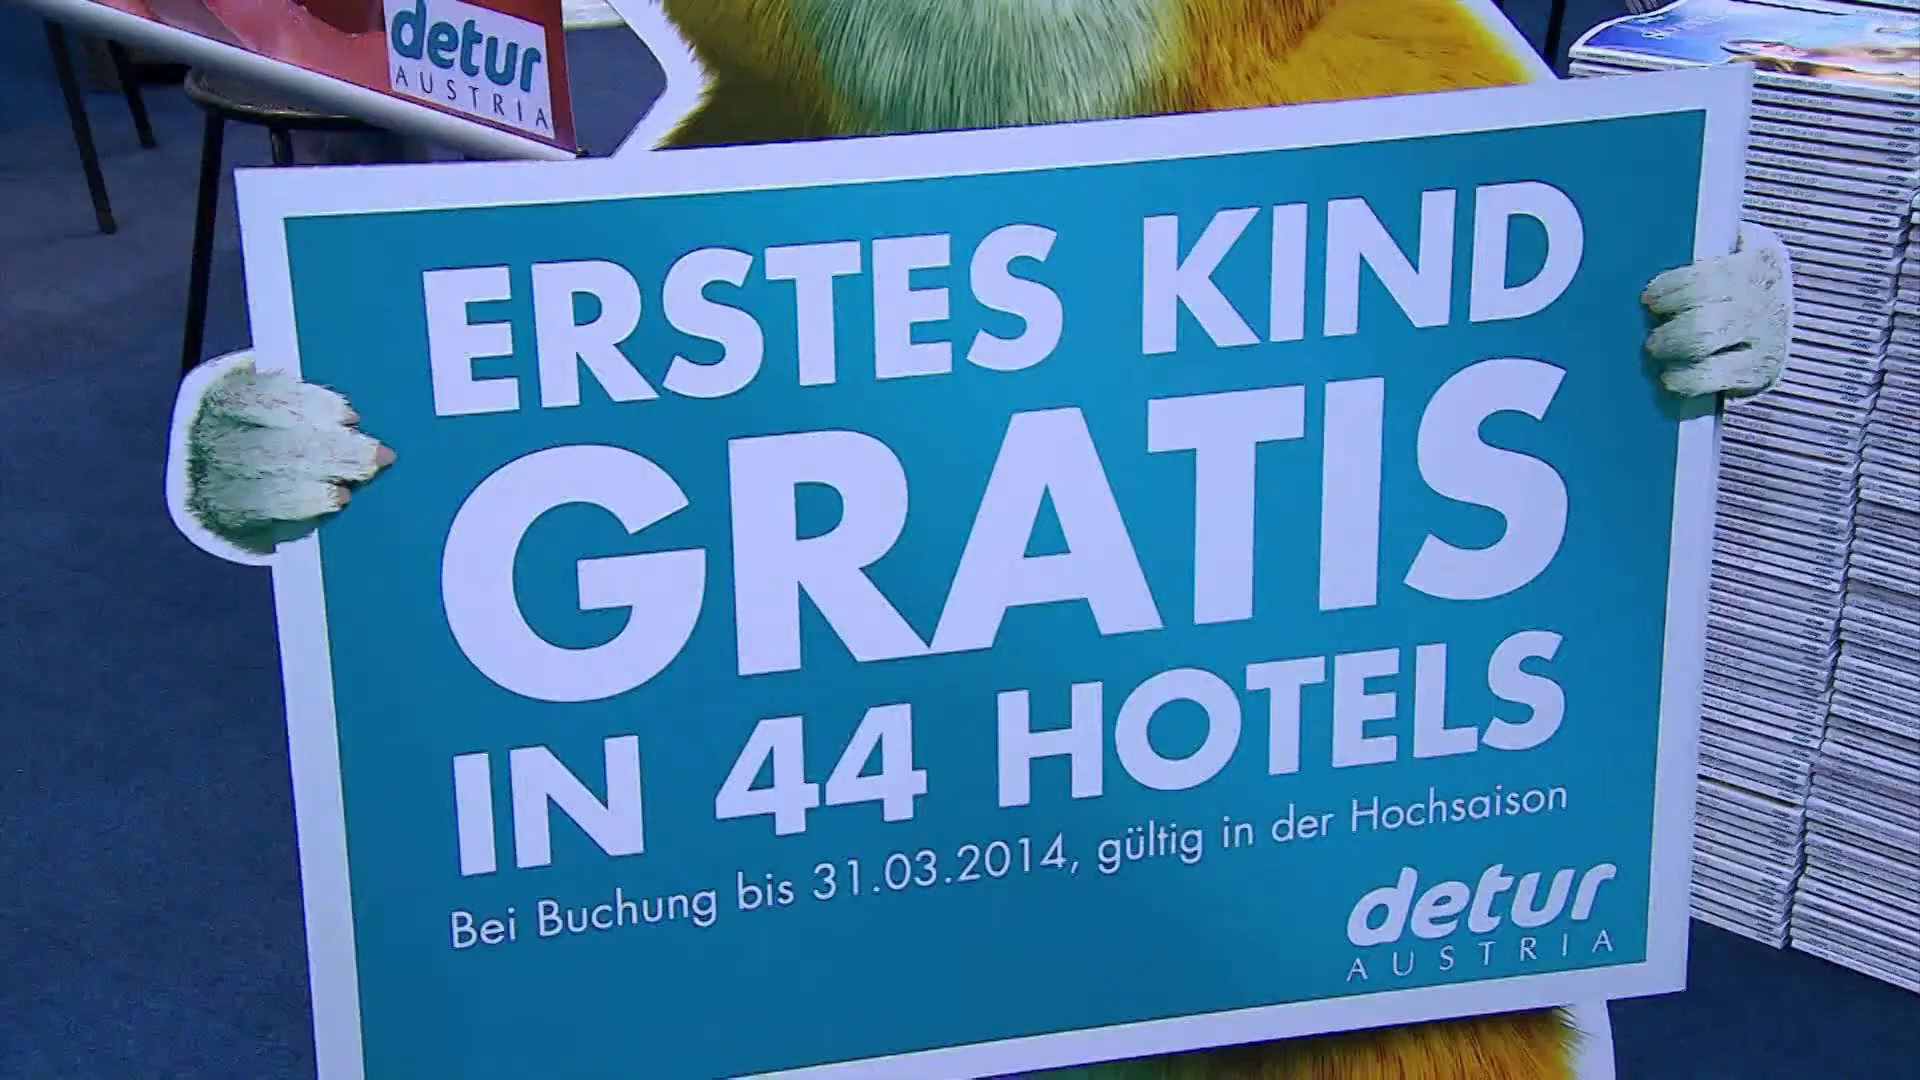 detur
AUSTRIA
ERSTES KIND
GRATIS
IN 44 HOTELS
Bei Buchung bis 31.03.2014, gültig in der Hochsaison
detur
AUSTRIA